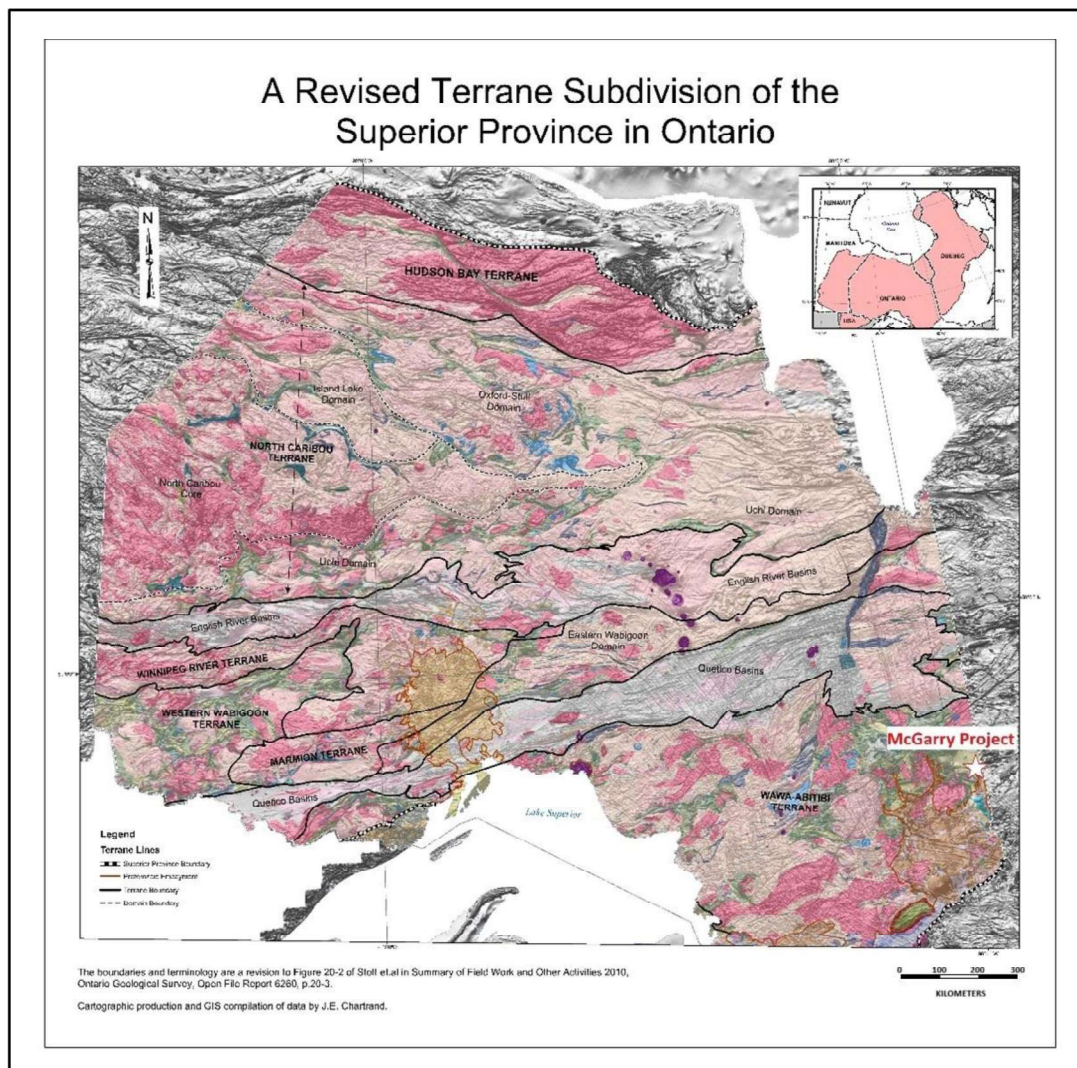 A Revised Terrane Subdivision of the
Superior Province in Ontario
N
NUNAVUT
MANITOBA
QUEBEC
ONTARIO
USA
HUDSON BAY TERRANE
Island Lake
Domain
Oxford-Stull
Domain
NORTH CARIBOU
TERRANE
North Caribou
Core
Uchi Domain
Uchi Domain
English River Basins
English River Basins
Eastern Wabigoon
Domain
Quetico Basins
WINNIPEG RIVER TERRANE
WESTERN WABIGOON
TERRANE
MARMION TERRANE
Quetico Basins
McGarry Project
WAWA-ABITIBI
TERRANE
Lake Superior
Legend
Terrane Lines
Superior Province Boundary
Proterozoic Embayment
Terrane Boundary
Domain Boundary
The boundaries and terminology are a revision to Figure 20-2 of Stott et.al in Summary of Field Work and Other Activities 2010,
Ontario Geological Survey, Open File Report 6260, p.20-3.
Cartographic production and GIS compilation of data by J.E. Chartrand.
0 100 200 300
KILOMETERS